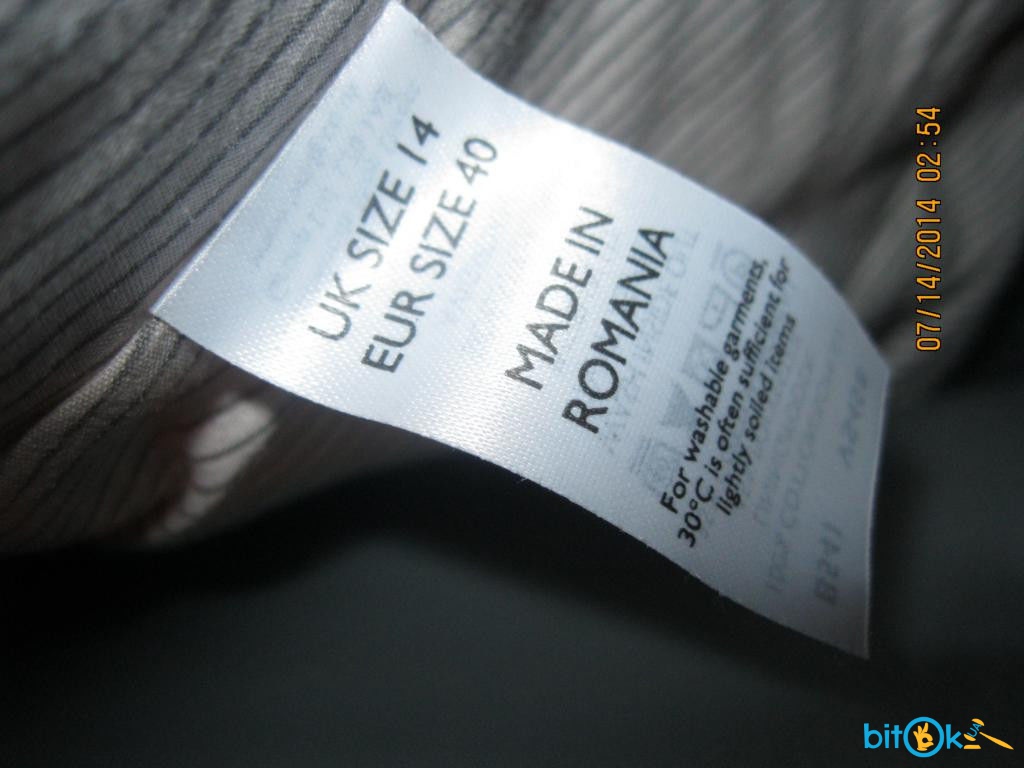 UK SIZE 14
EUR SIZE 40
MADE IN
ROMANIA
For washable garments,
30°C is often sufficient for
lightly soiled items
07/14/2014 02:54
bitOk
UA